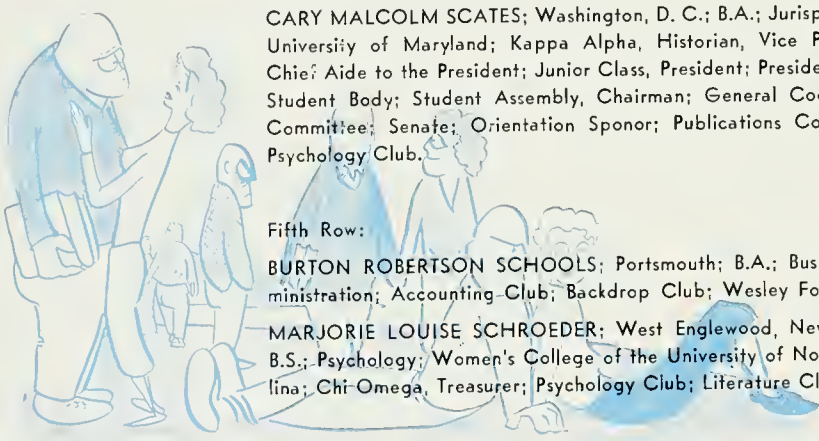 CARY MALCOLM SCATES; Washington, D. C.; B.A.; Jurisp
University of Maryland; Kappa Alpha, Historian, Vice P
Chief Aide to the President; Junior Class, President; Preside
Student Body; Student Assembly, Chairman; General Coo
Committee; Senate; Orientation Sponor; Publications Co
Psychology Club.
Fifth Row:
BURTON ROBERTSON SCHOOLS; Portsmouth; B.A.; Bus
ministration; Accounting Club; Backdrop Club; Wesley Fo
MARJORIE LOUISE SCHROEDER; West Englewood, Nev
B.S.; Psychology; Women's College of the University of No
lina; Chi Omega, Treasurer; Psychology Club; Literature Cl